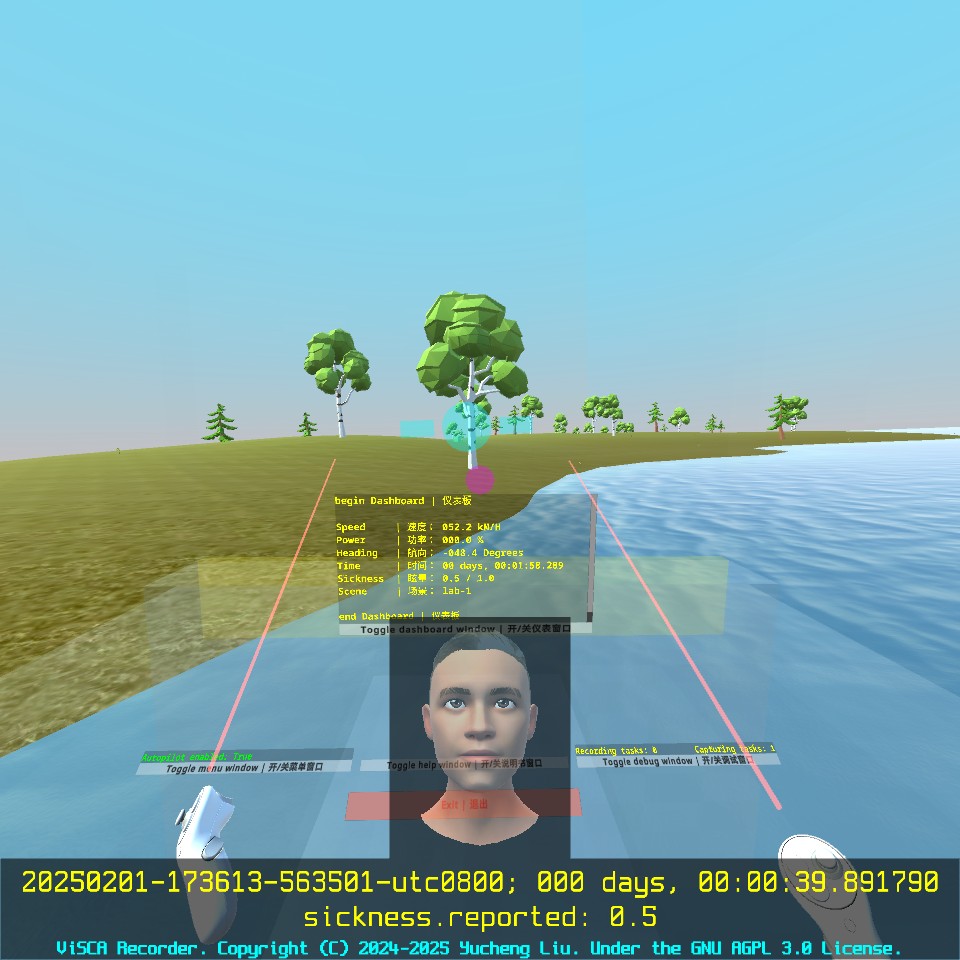 begin Dashboard | 仪表板
Speed | 速度： 052.2 kN/H
Power | 功率： 000.0 %
Heading | 航向： -048.4 Degrees
Time | 时间： 00 days, 00:01:58.289
Sickness | 眩晕： 0.5 / 1.0
Scene | 场景： lab-1
end Dashboard | 仪表板
Toggle dashboard window | 开/关仪表窗口
Autopilot enabled: True
Recording tasks: 0 Capturing tasks: 1
Toggle menu window | 开/关菜单窗口
Toggle help window | 开/关说明书窗口
Toggle debug window | 开/关调试窗口
Exit | 退出
20250201-173613-563501-utc0800; 000 days, 00:00:39.891790
sickness.reported: 0.5
ViSCA Recorder. Copyright (C) 2024-2025 Yucheng Liu. Under the GNU AGPL 3.0 License.